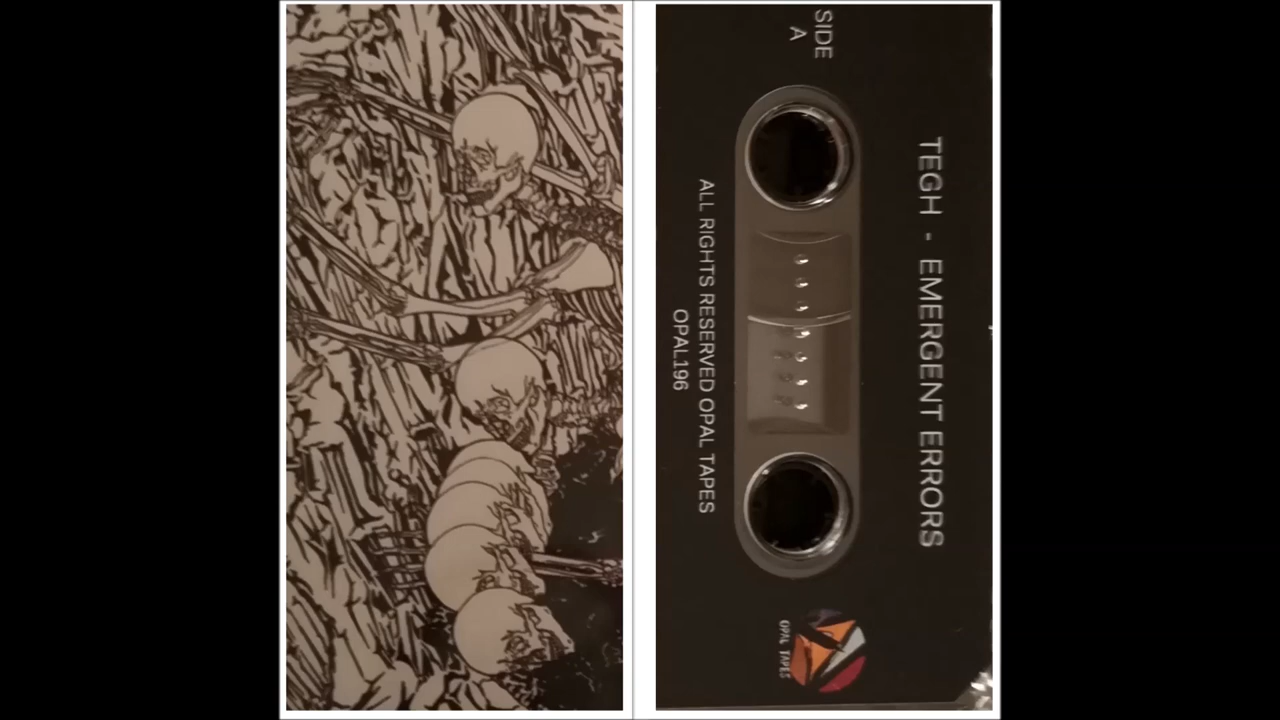 SIDE
A
TEGH - EMERGENT ERRORS
ALL RIGHTS RESERVED OPAL TAPES
OPAL196
OPAL TAPES